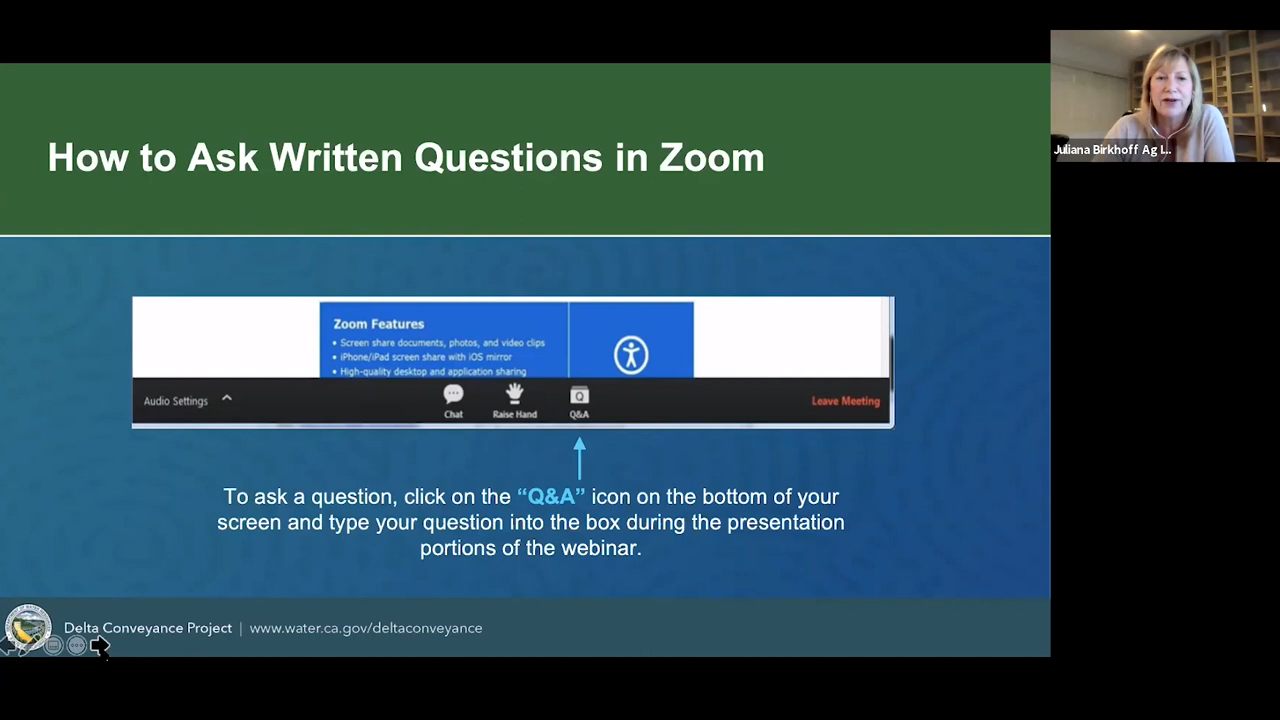 How to Ask Written Questions in Zoom
Juliana Birkhoff Ag I...
Zoom Features
• Screen share documents, photos, and video clips
• iPhone/iPad screen share with iOS mirror
• High-quality desktop and application sharing
Audio Settings
Chat
Raise Hand
Q
Q&A
Leave Meeting
To ask a question, click on the “Q&A” icon on the bottom of your
screen and type your question into the box during the presentation
portions of the webinar.
Delta Conveyance Project | www.water.ca.gov/deltaconveyance